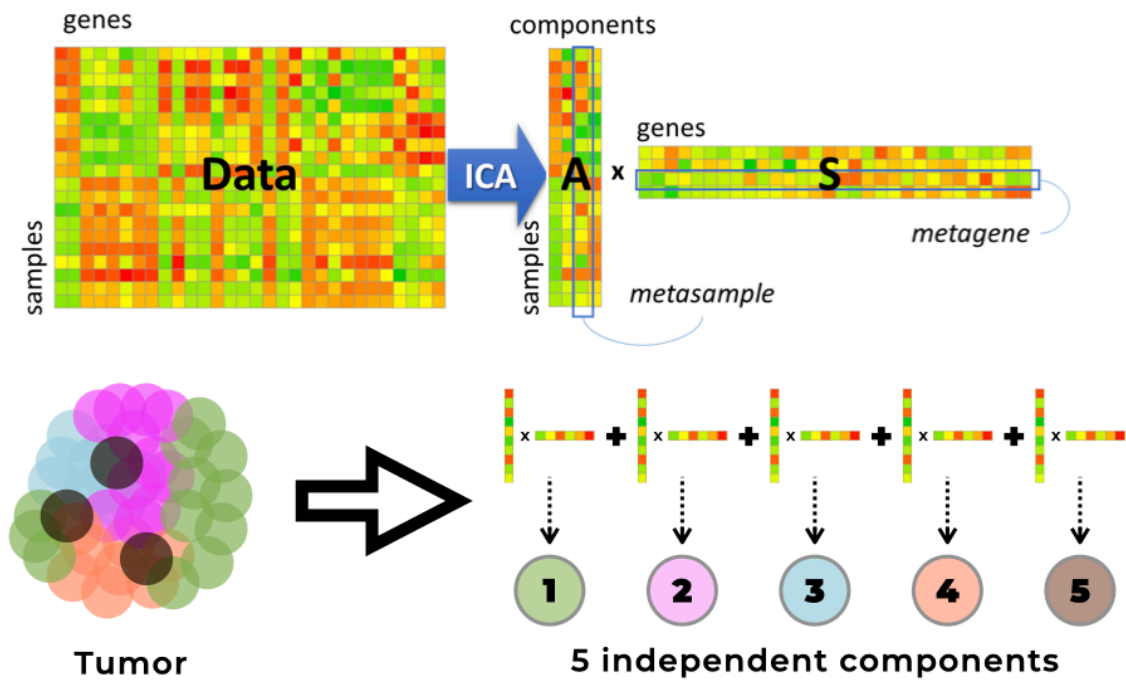 genes
components
genes
Data
ICA
A
x
S
samples
samples
metagene
metasample
x
+
x
+
x
+
x
+
x
1
2
3
4
5
Tumor
5 independent components